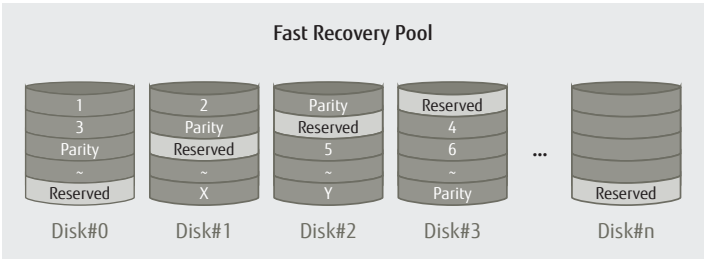 Fast Recovery Pool
1 2 Parity Reserved
3 Parity Reserved 4
Parity Reserved 5 6
~ ~ ~ ~
Reserved X Y Parity Reserved
...
Disk#0 Disk#1 Disk#2 Disk#3 Disk#n